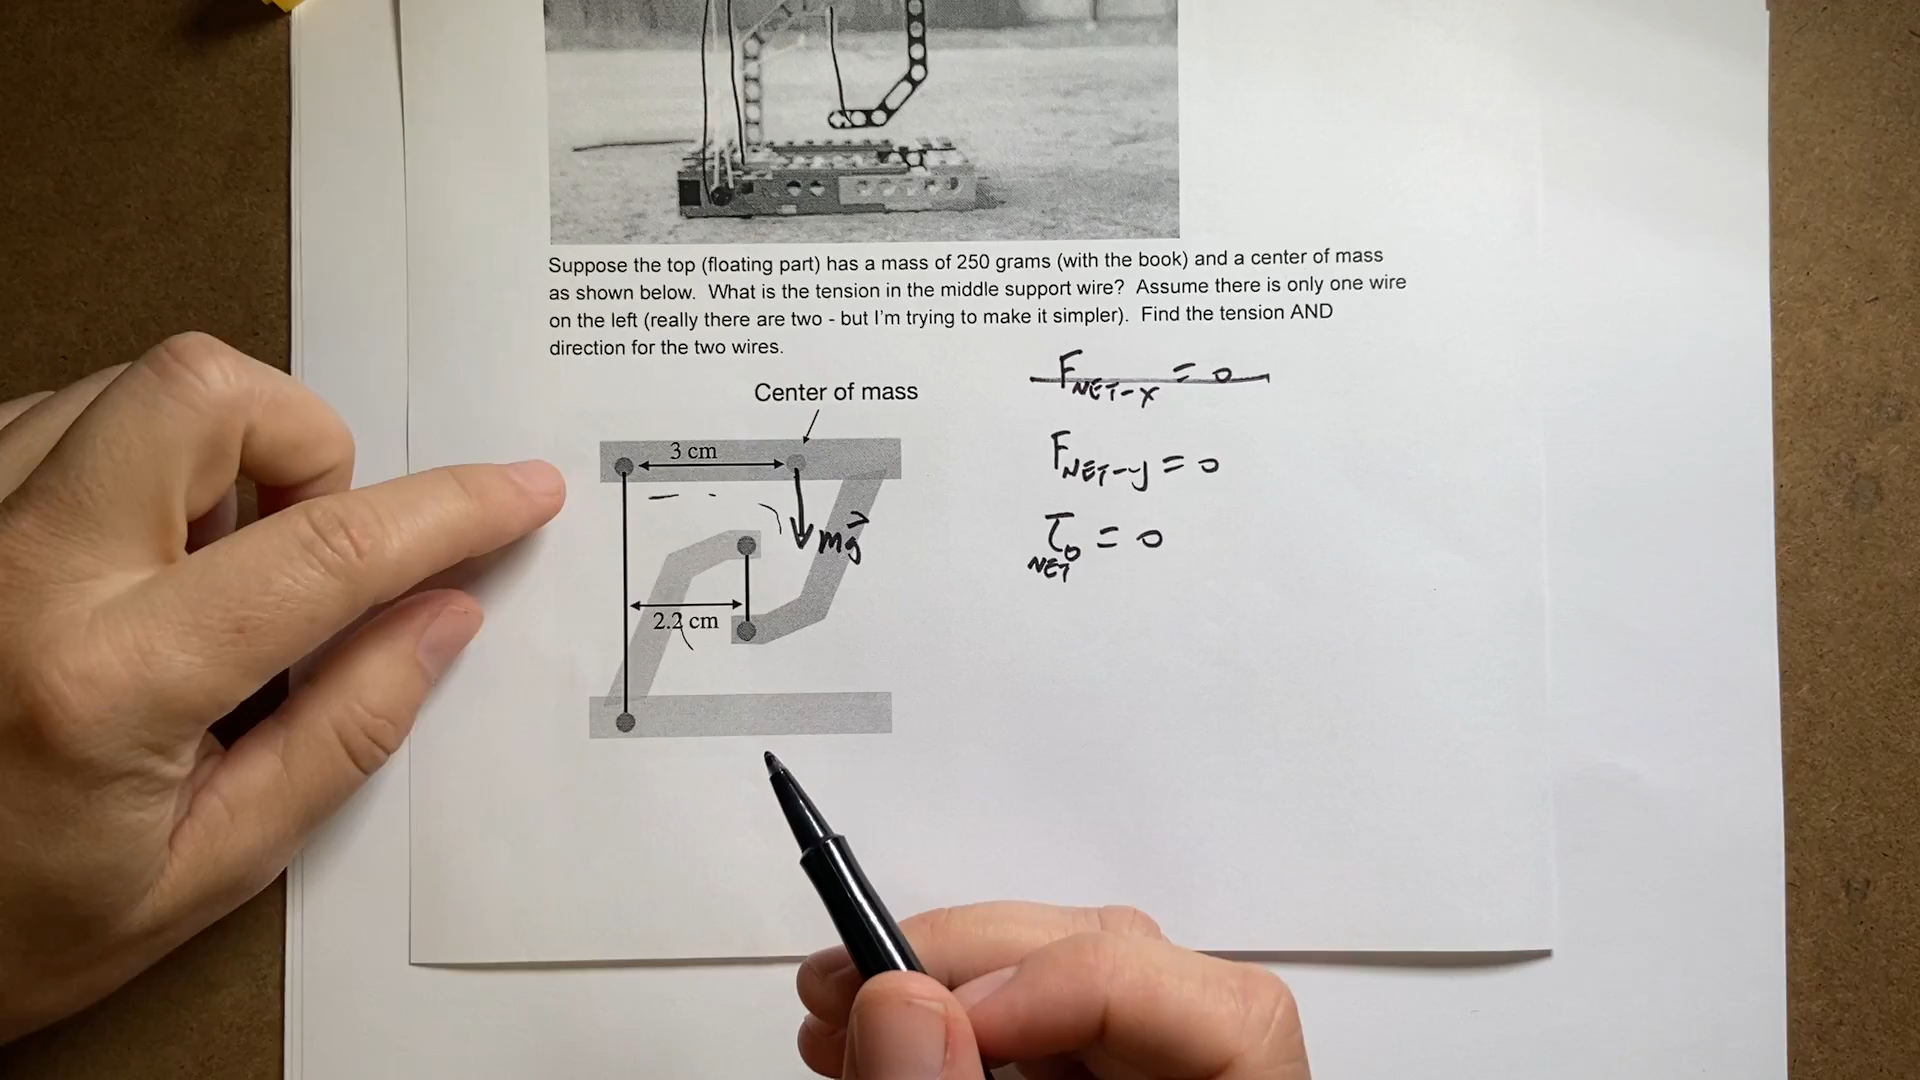 Suppose the top (floating part) has a mass of 250 grams (with the book) and a center of mass
as shown below. What is the tension in the middle support wire? Assume there is only one wire
on the left (really there are two - but I'm trying to make it simpler). Find the tension AND
direction for the two wires.
F NET-x = 0
Center of mass
3 cm
F NET-y = 0
mg
τ o NET = 0
2.2 cm